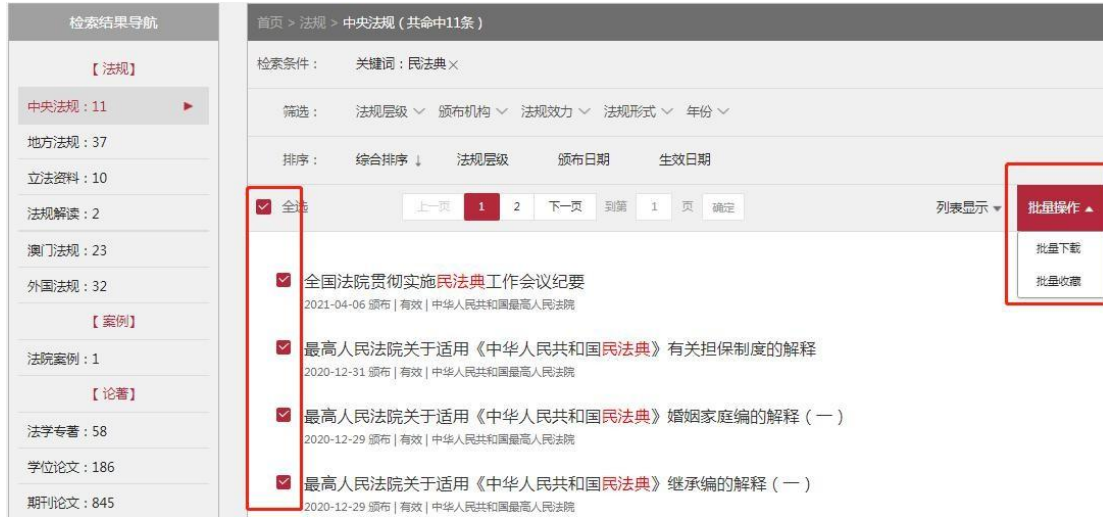 检索结果导航
【 法规】
中央法规：11
地方法规：37
立法资料：10
法规解读：2
澳门法规：23
外国法规：32
【 案例】
法院案例：1
【 论著】
法学专著：58
学位论文：186
期刊论文：845
首页 > 法规 > 中央法规（共命中11条）
检索条件： 关键词：民法典×
筛选： 法规层级 颁布机构 法规效力 法规形式 年份
排序： 综合排序↓ 法规层级 颁布日期 生效日期
全选 上一页 1 2 下一页 到第 1 页 确定 列表显示 批量操作
批量下载
批量收藏
全国法院贯彻实施民法典工作会议纪要
2021-04-06 颁布 | 有效 | 中华人民共和国最高人民法院
最高人民法院关于适用《中华人民共和国民法典》有关担保制度的解释
2020-12-31 颁布 | 有效 | 中华人民共和国最高人民法院
最高人民法院关于适用《中华人民共和国民法典》婚姻家庭编的解释（一）
2020-12-29 颁布 | 有效 | 中华人民共和国最高人民法院
最高人民法院关于适用《中华人民共和国民法典》继承编的解释（一）
2020-12-29 颁布 | 有效 | 中华人民共和国最高人民法院